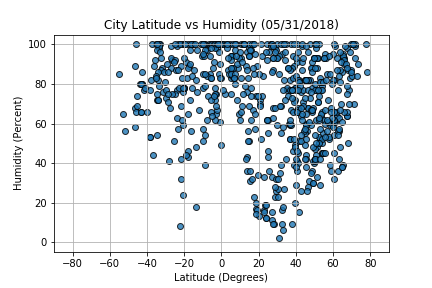 City Latitude vs Humidity (05/31/2018)
Humidity (Percent)
100
80
60
40
20
0
−80 −60 −40 −20 0 20 40 60 80
Latitude (Degrees)